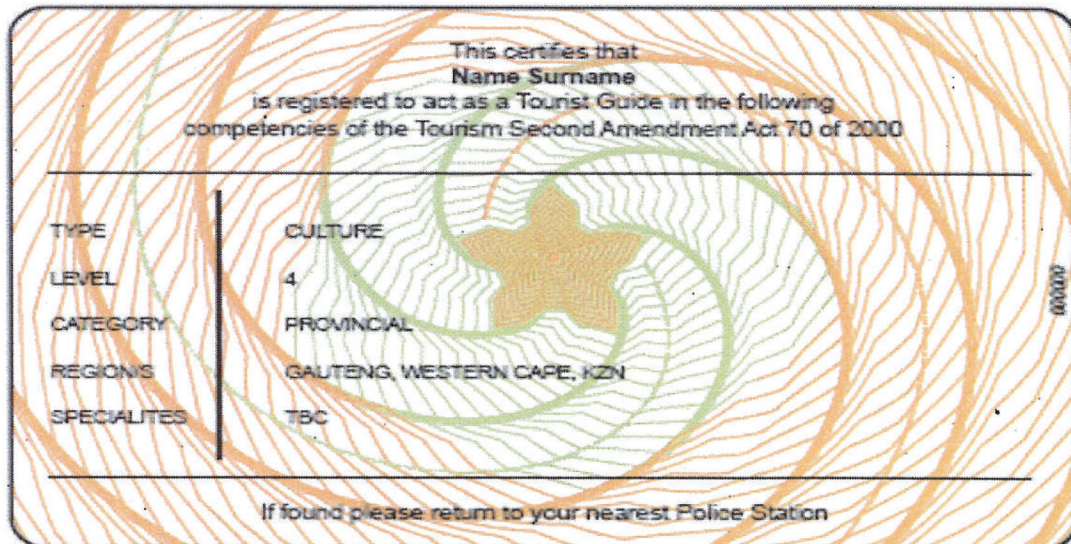 This certifies that
Name Surname
is registered to act as a Tourist Guide in the following
competencies of the Tourism Second Amendment Act 70 of 2000
TYPE CULTURE
LEVEL 4
CATEGORY PROVINCIAL
REGION\S GAUTENG, WESTERN CAPE, KZN
SPECIALITES TBC
If found please return to your nearest Police Station
000000